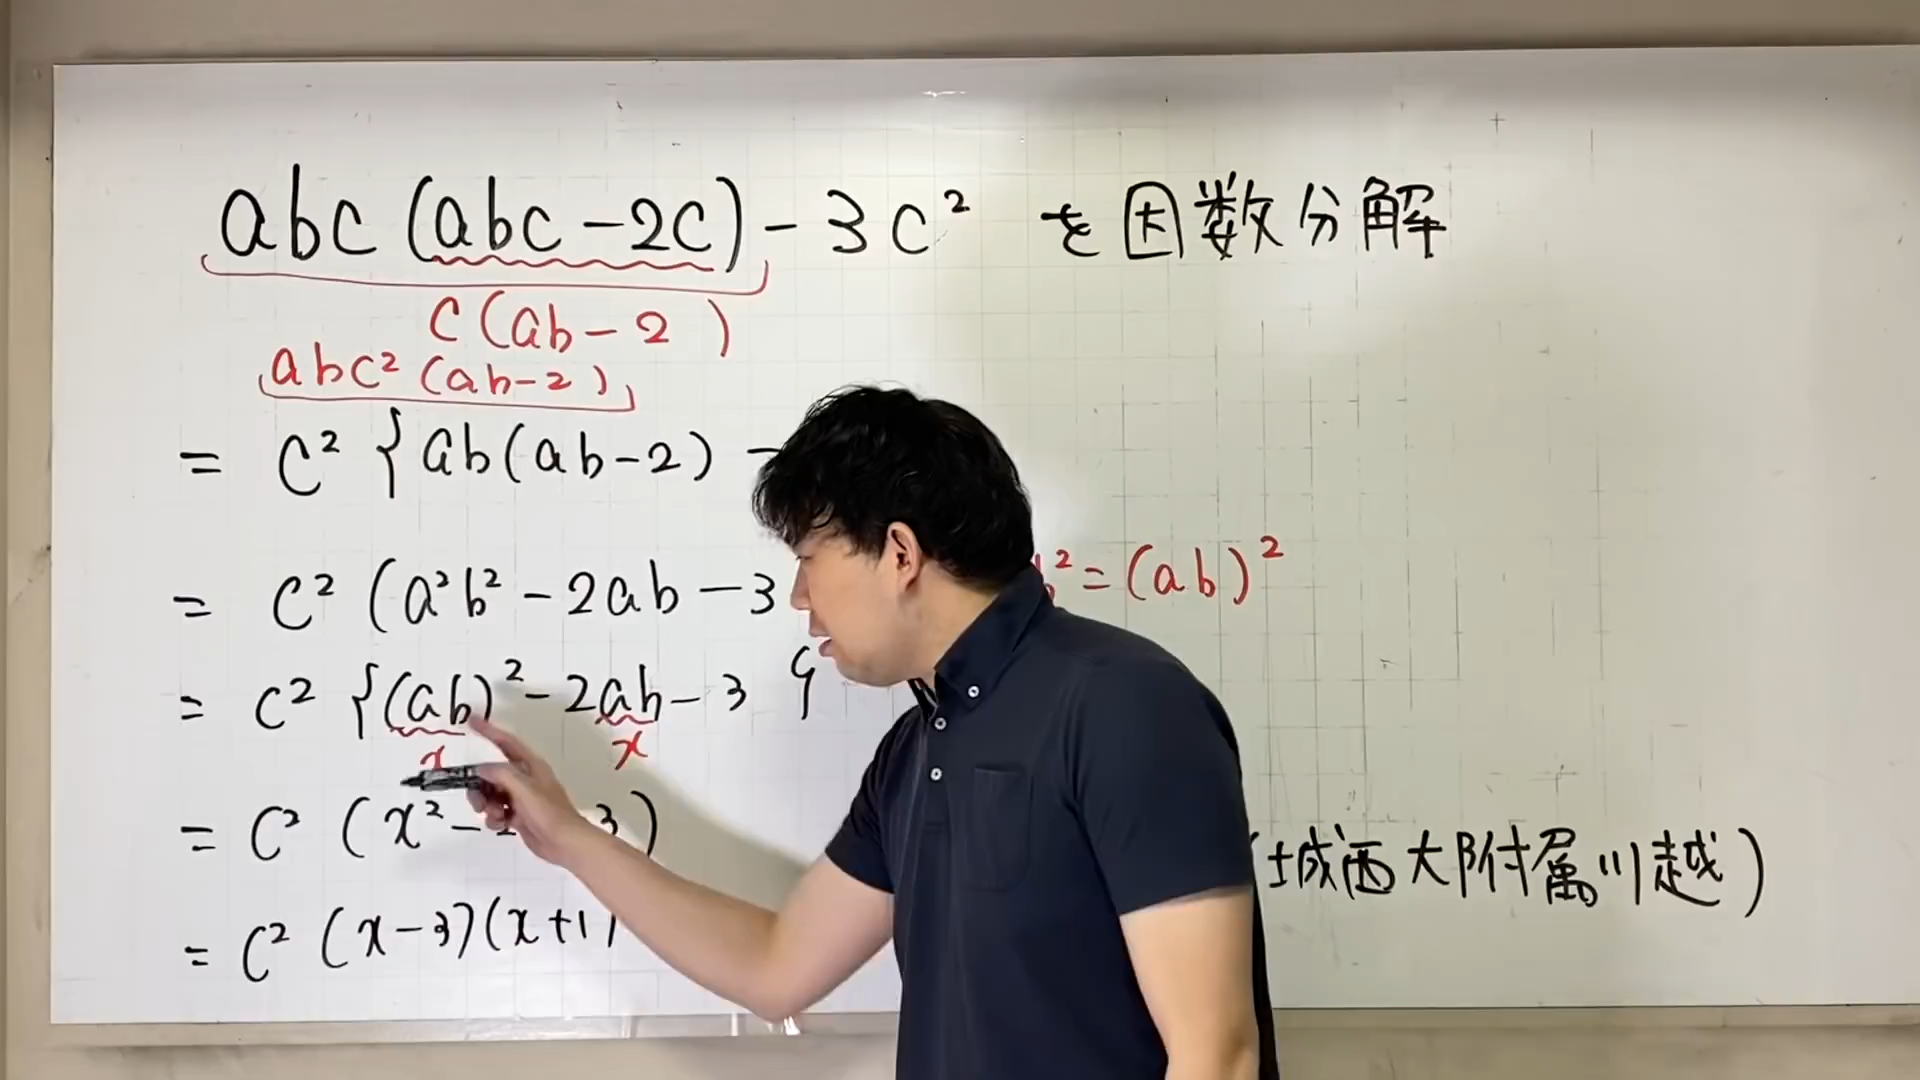 abc(abc-2c)-3c² を因数分解
c(ab-2)
abc²(ab-2)
= c²{ab(ab-2) -
= c²(a²b²-2ab-3
b²=(ab)²
= c²{(ab)²-2ab-3}
x x
= c²(x²- 3)
= c²(x-3)(x+1)
(城西大附属川越)